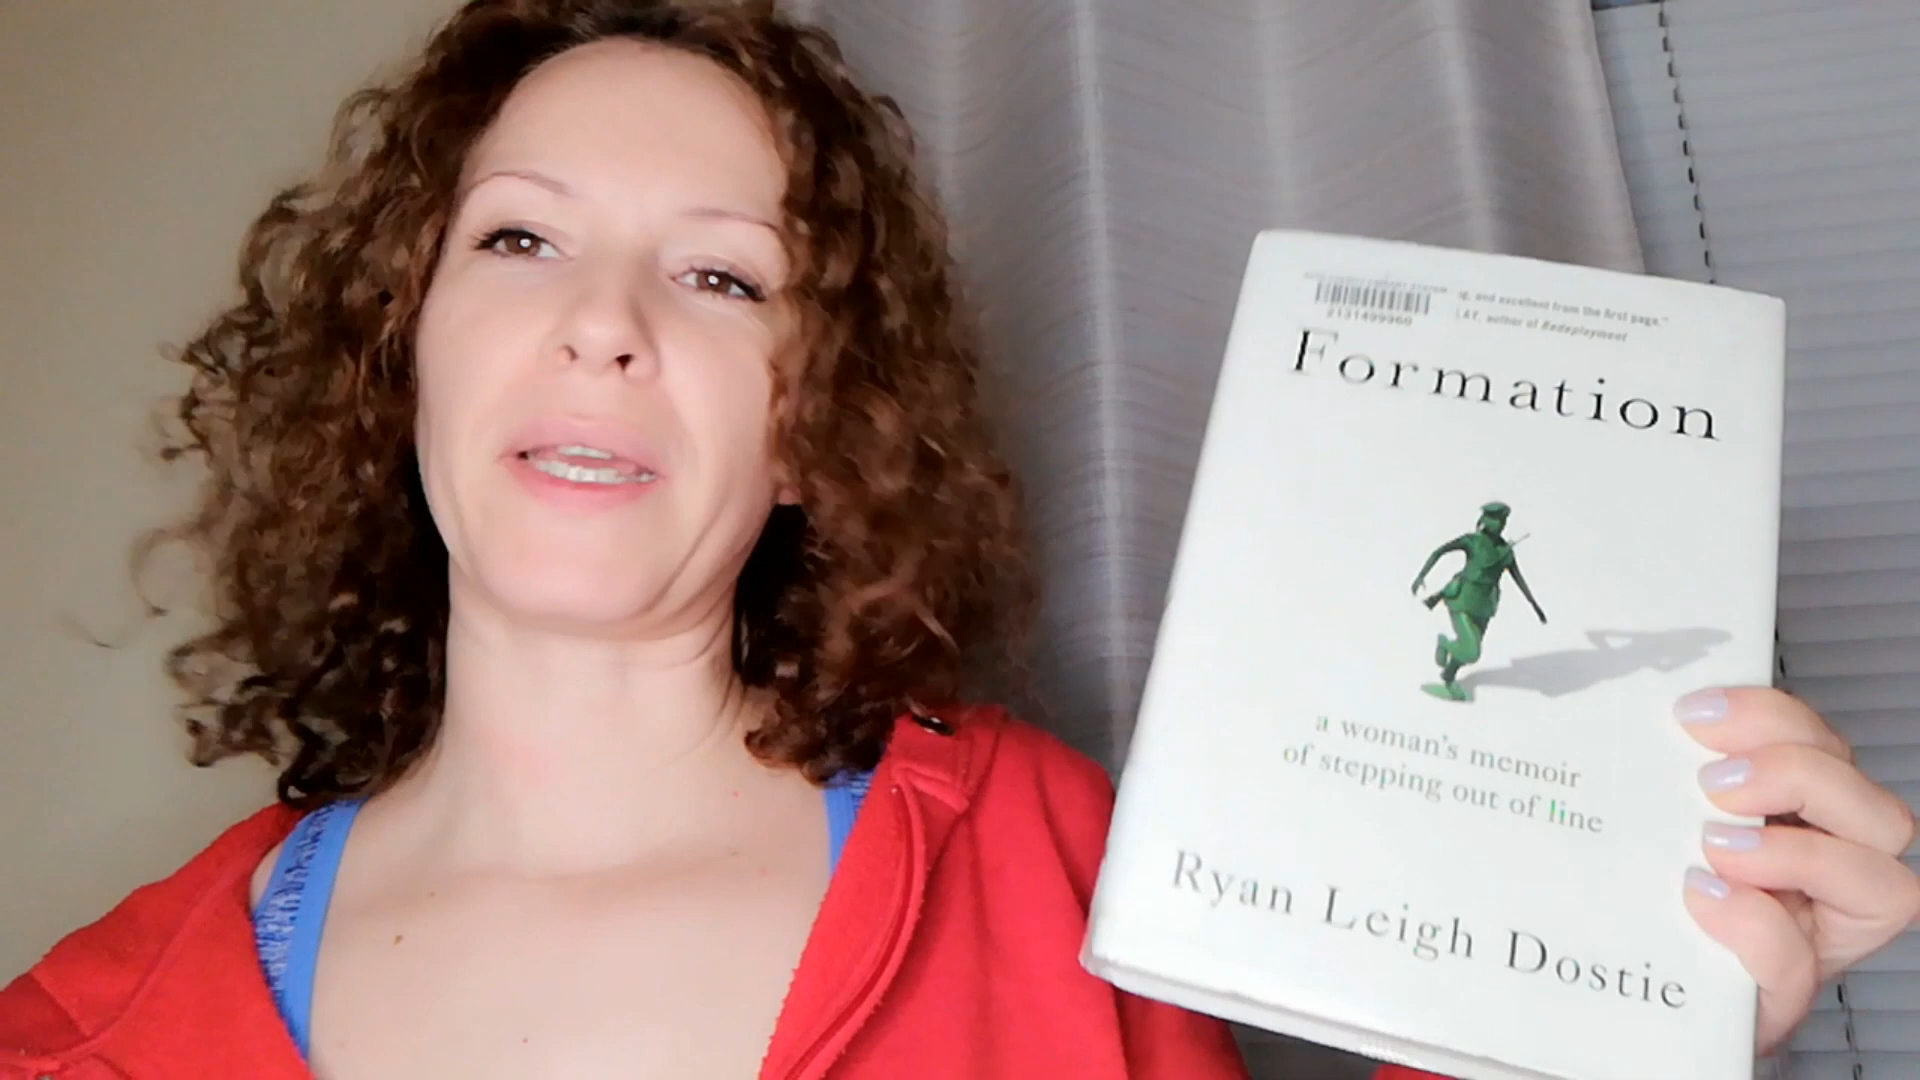 2131499960
g, and excellent from the first page."
LAY, author of Redeployment
Formation
a woman's memoir
of stepping out of line
Ryan Leigh Dostie